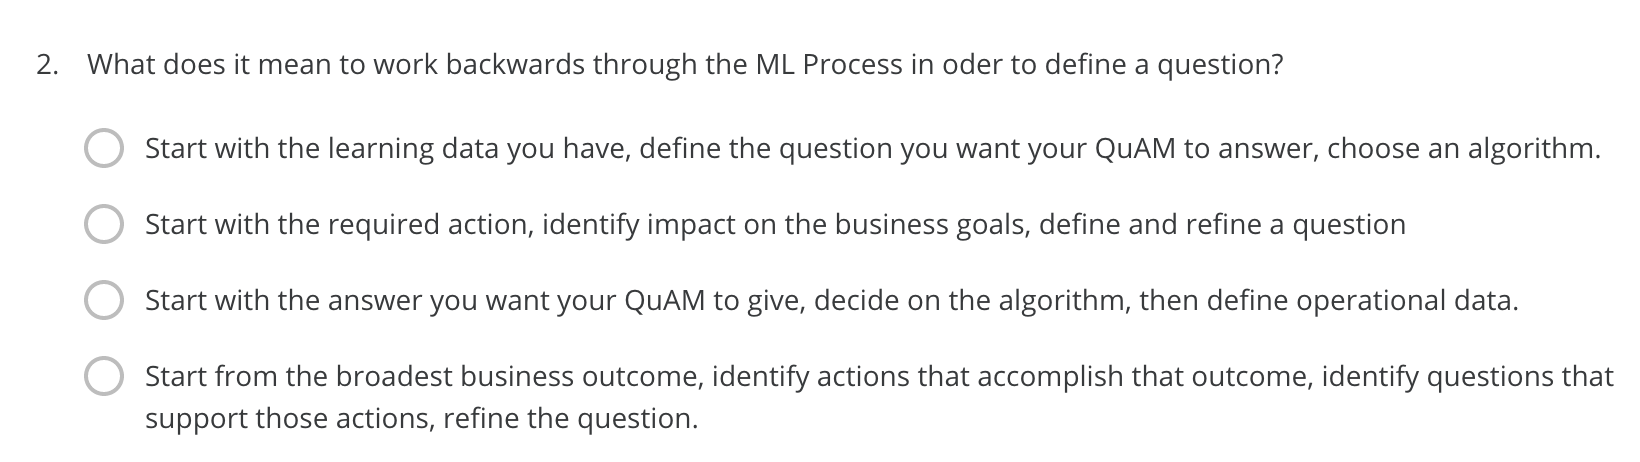 2. What does it mean to work backwards through the ML Process in oder to define a question?
Start with the learning data you have, define the question you want your QuAM to answer, choose an algorithm.
Start with the required action, identify impact on the business goals, define and refine a question
Start with the answer you want your QuAM to give, decide on the algorithm, then define operational data.
Start from the broadest business outcome, identify actions that accomplish that outcome, identify questions that
support those actions, refine the question.